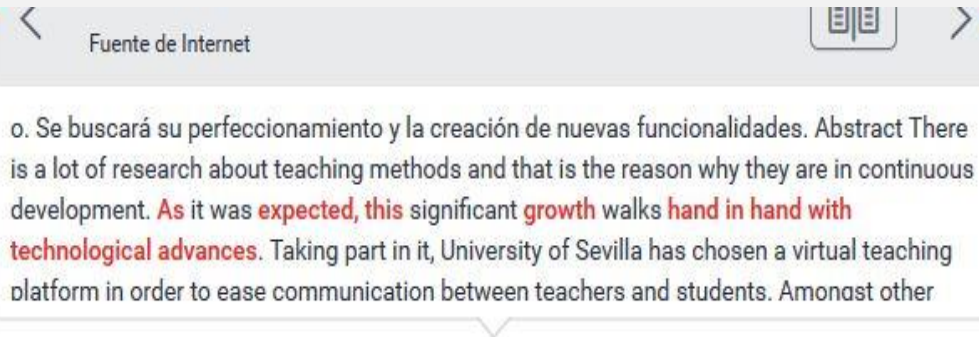 Fuente de Internet
o. Se buscará su perfeccionamiento y la creación de nuevas funcionalidades. Abstract There
is a lot of research about teaching methods and that is the reason why they are in continuous
development. As it was expected, this significant growth walks hand in hand with
technological advances. Taking part in it, University of Sevilla has chosen a virtual teaching
platform in order to ease communication between teachers and students. Amongst other